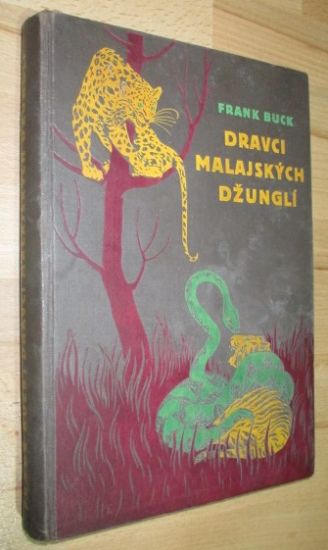 FRANK BUCK
DRAVCI
MALAJSKÝCH
DŽUNGLÍ